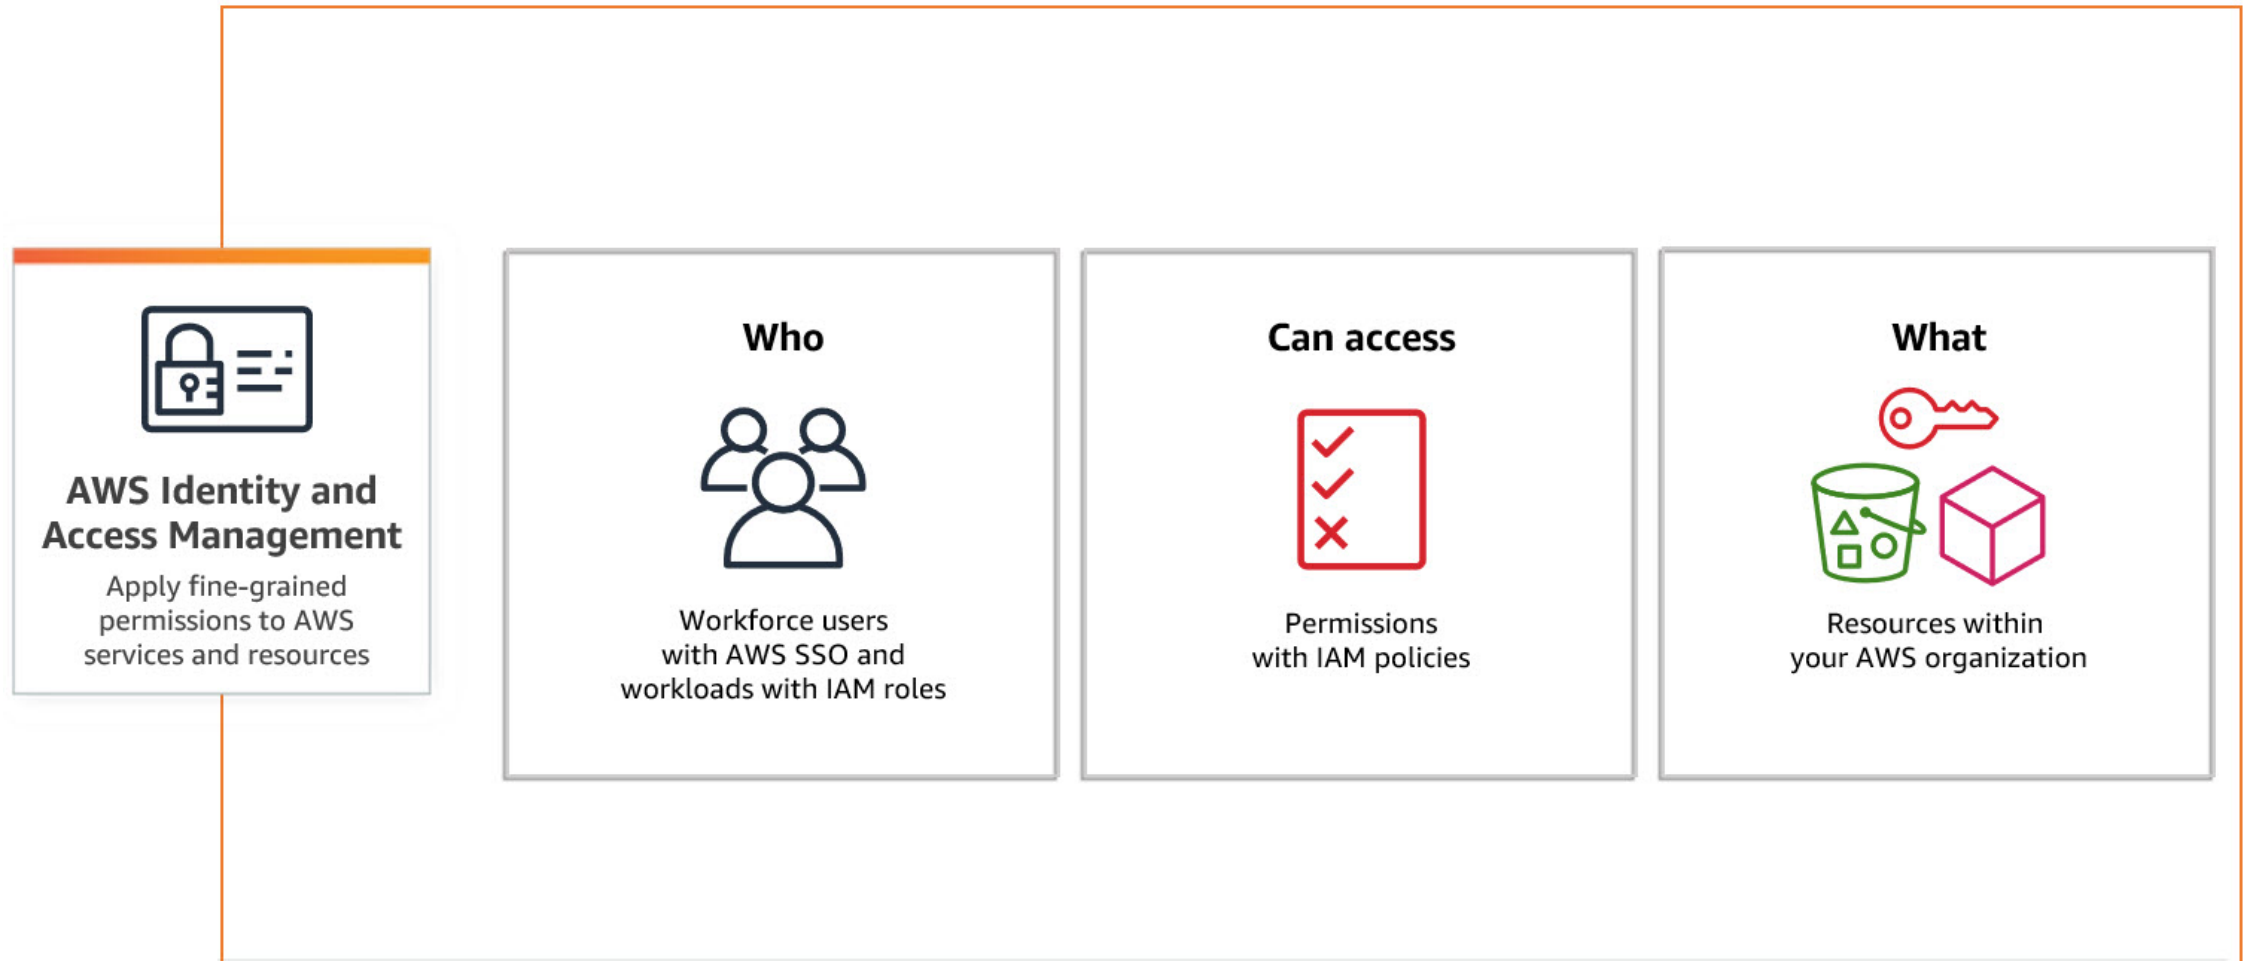 AWS Identity and
Access Management
Apply fine-grained
permissions to AWS
services and resources
Who
Workforce users
with AWS SSO and
workloads with IAM roles
Can access
Permissions
with IAM policies
What
Resources within
your AWS organization